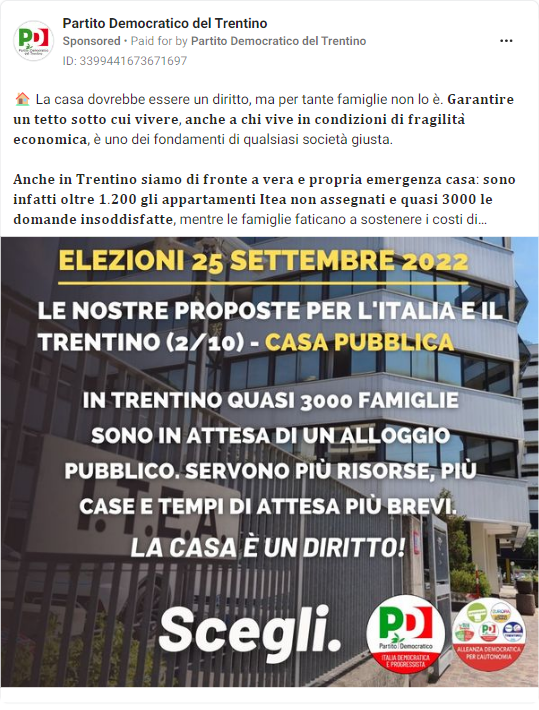 Partito Democratico del Trentino
Sponsored • Paid for by Partito Democratico del Trentino
ID: 3399441673671697
🏠 La casa dovrebbe essere un diritto, ma per tante famiglie non lo è. Garantire
un tetto sotto cui vivere, anche a chi vive in condizioni di fragilità
economica, è uno dei fondamenti di qualsiasi società giusta.
Anche in Trentino siamo di fronte a vera e propria emergenza casa: sono
infatti oltre 1.200 gli appartamenti Itea non assegnati e quasi 3000 le
domande insoddisfatte, mentre le famiglie faticano a sostenere i costi di...
ELEZIONI 25 SETTEMBRE 2022
LE NOSTRE PROPOSTE PER L'ITALIA E IL
TRENTINO (2/10) - CASA PUBBLICA
IN TRENTINO QUASI 3000 FAMIGLIE
SONO IN ATTESA DI UN ALLOGGIO
PUBBLICO. SERVONO PIÙ RISORSE, PIÙ
CASE E TEMPI DI ATTESA PIÙ BREVI.
I.T.E.A
LA CASA È UN DIRITTO!
Scegli.
PD
Partito Democratico
ITALIA DEMOCRATICA
E PROGRESSISTA
ALLEANZA DEMOCRATICA
PER L'AUTONOMIA